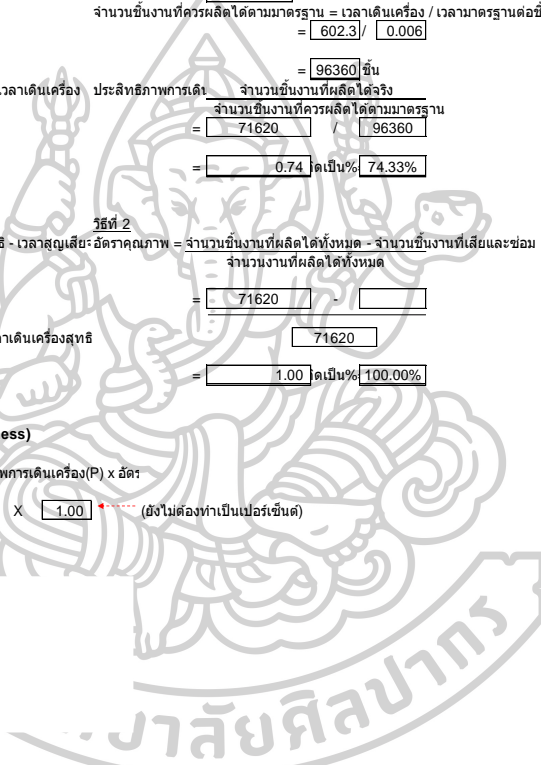 จำนวนชิ้นงานที่ควรผลิตได้ตามมาตรฐาน = เวลาเดินเครื่อง / เวลามาตรฐานต่อชิ้
= 602.3 / 0.006
= 96360 ชิ้น
วลาเดินเครื่อง ประสิทธิภาพการเดิน จำนวนชิ้นงานที่ผลิตได้จริง
จำนวนชิ้นงานที่ควรผลิตได้ตามมาตรฐาน
= 71620 / 96360
= 0.74 คิดเป็น% 74.33%
วิธีที่ 2
ธิ - เวลาสูญเสีย อัตราคุณภาพ = จำนวนชิ้นงานที่ผลิตได้ทั้งหมด - จำนวนชิ้นงานที่เสียและซ่อม
จำนวนงานที่ผลิตได้ทั้งหมด
= 71620 -
าเดินเครื่องสุทธิ 71620
= 1.00 คิดเป็น% 100.00%
ess)
พการเดินเครื่อง(P) x อัตร
X 1.00 (ยังไม่ต้องทำเป็นเปอร์เซ็นต์)
าลัยศิลปากร